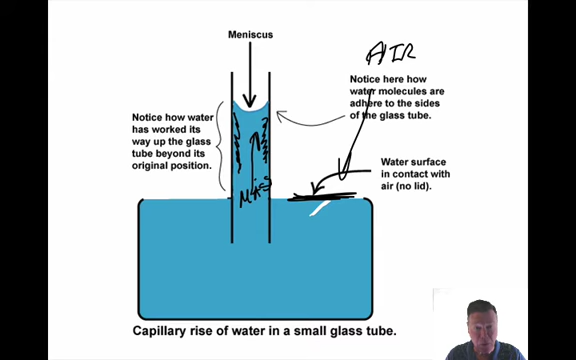 Meniscus
AIR
Notice here how
water molecules are
adhere to the sides
of the glass tube.
Notice how water
has worked its
way up the glass
tube beyond its
original position.
Water surface
in contact with
air (no lid).
Capillary rise of water in a small glass tube.